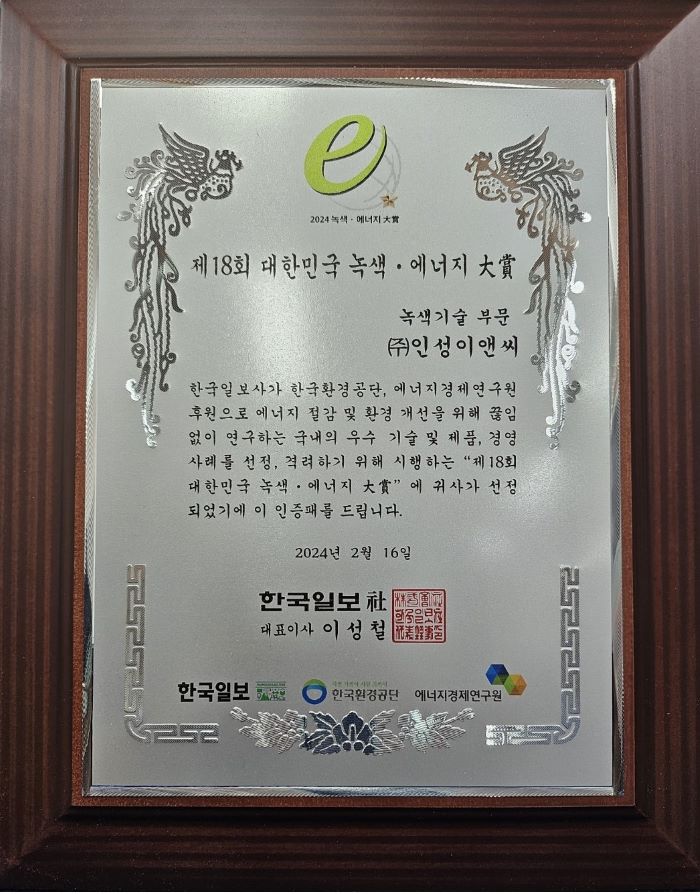 e
2024 녹색·에너지 大賞
제18회 대한민국 녹색·에너지 大賞
녹색기술 부문
㈜인성이앤씨
한국일보사가 한국환경공단, 에너지경제연구원
후원으로 에너지 절감 및 환경 개선을 위해 끊임
없이 연구하는 국내의 우수 기술 및 제품, 경영
사례를 선정, 격려하기 위해 시행하는 “제18회
대한민국 녹색·에너지 大賞” 에 귀사가 선정
되었기에 이 인증패를 드립니다.
2024년 2월 16일
한국일보 社
대표이사 이성철
한국일보
한국환경공단
에너지경제연구원